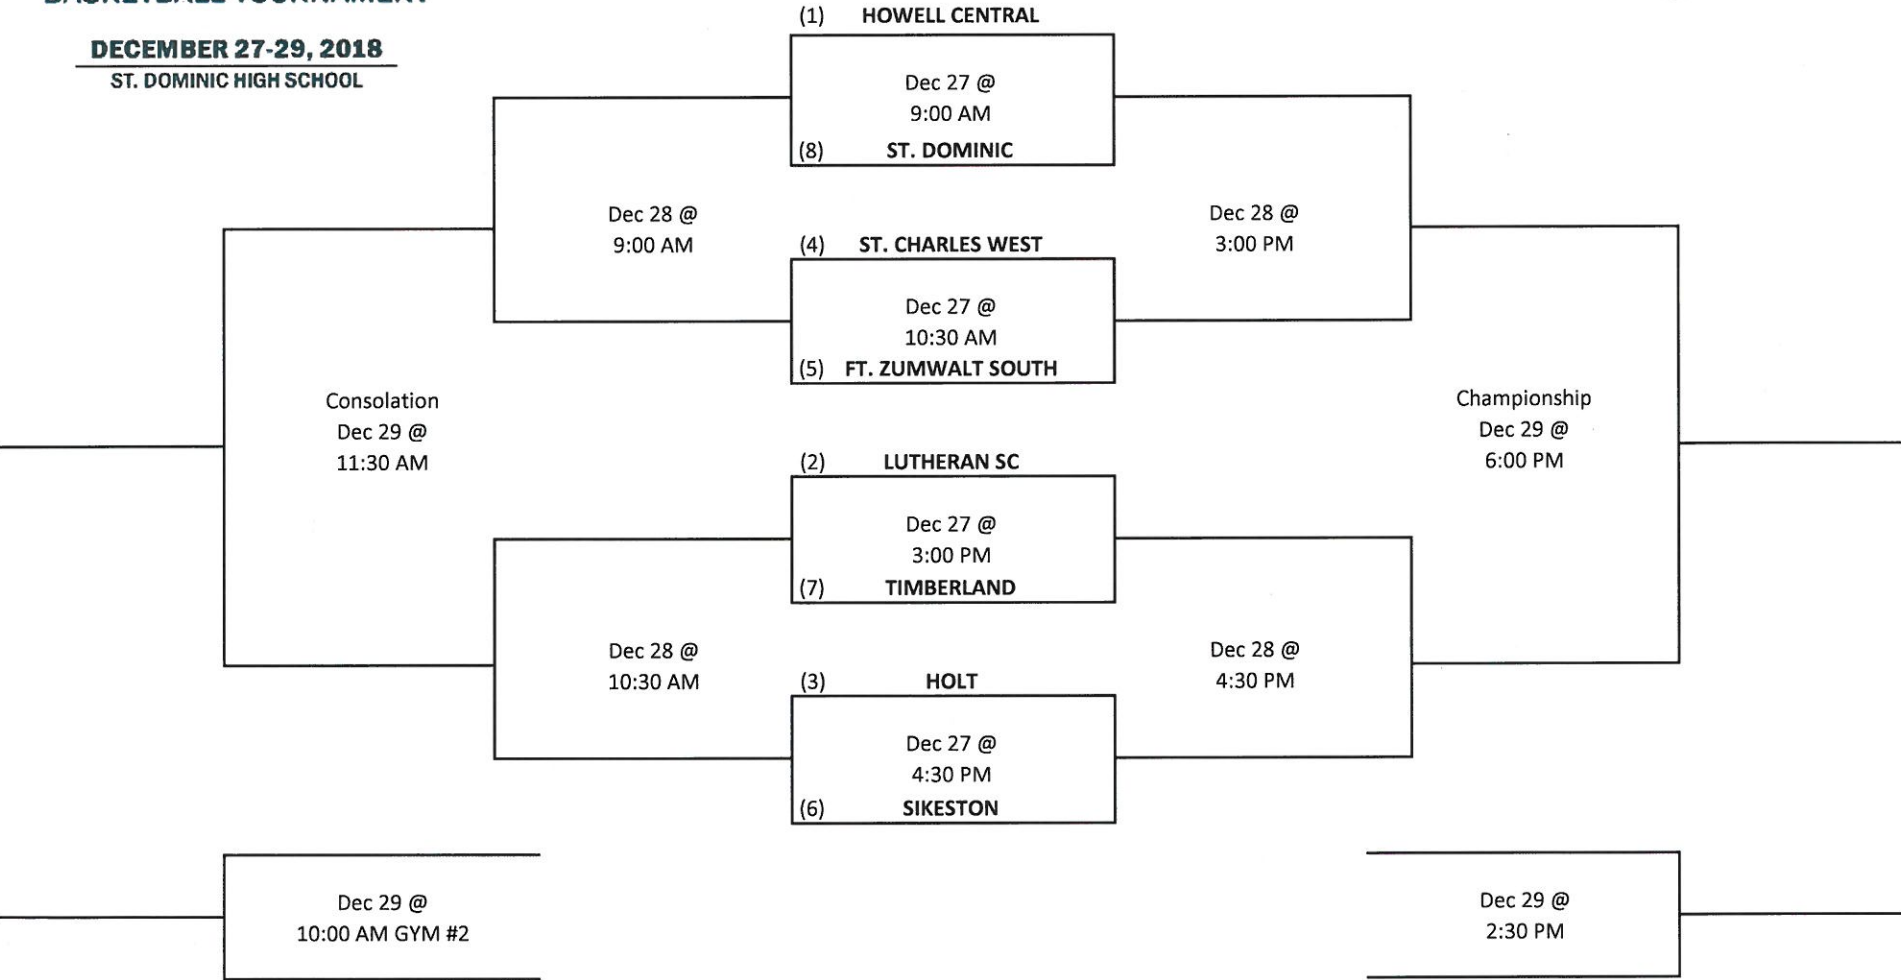 BASKETBALL TOURNAMENT
DECEMBER 27-29, 2018
ST. DOMINIC HIGH SCHOOL
(1) HOWELL CENTRAL
Dec 27 @
9:00 AM
(8) ST. DOMINIC
Dec 28 @
9:00 AM
Dec 28 @
3:00 PM
(4) ST. CHARLES WEST
Dec 27 @
10:30 AM
(5) FT. ZUMWALT SOUTH
Consolation
Dec 29 @
11:30 AM
Championship
Dec 29 @
6:00 PM
(2) LUTHERAN SC
Dec 27 @
3:00 PM
(7) TIMBERLAND
Dec 28 @
10:30 AM
Dec 28 @
4:30 PM
(3) HOLT
Dec 27 @
4:30 PM
(6) SIKESTON
Dec 29 @
10:00 AM GYM #2
Dec 29 @
2:30 PM